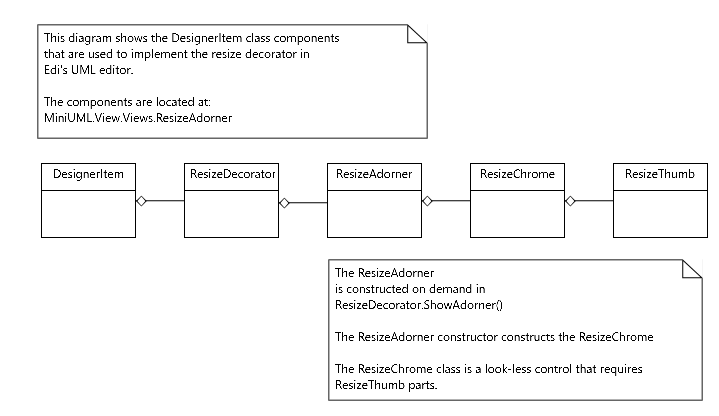 This diagram shows the DesignerItem class components
that are used to implement the resize decorator in
Edi's UML editor.
The components are located at:
MiniUML.View.Views.ResizeAdorner
DesignerItem
ResizeDecorator
ResizeAdorner
ResizeChrome
ResizeThumb
The ResizeAdorner
is constructed on demand in
ResizeDecorator.ShowAdorner()
The ResizeAdorner constructor constructs the ResizeChrome
The ResizeChrome class is a look-less control that requires
ResizeThumb parts.